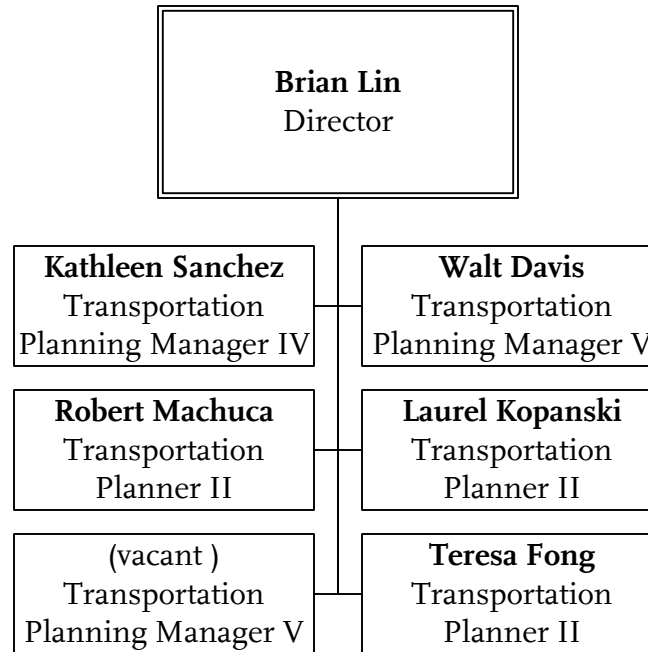 Brian Lin
Director
Kathleen Sanchez
Transportation
Planning Manager IV
Walt Davis
Transportation
Planning Manager V
Robert Machuca
Transportation
Planner II
Laurel Kopanski
Transportation
Planner II
(vacant )
Transportation
Planning Manager V
Teresa Fong
Transportation
Planner II